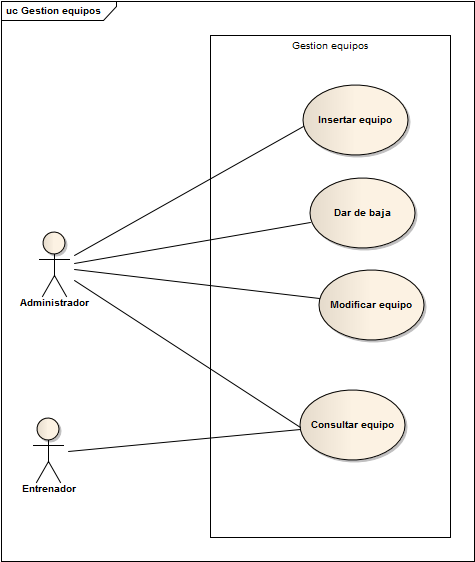 uc Gestion equipos
Gestion equipos
Insertar equipo
Dar de baja
Administrador
Modificar equipo
Consultar equipo
Entrenador